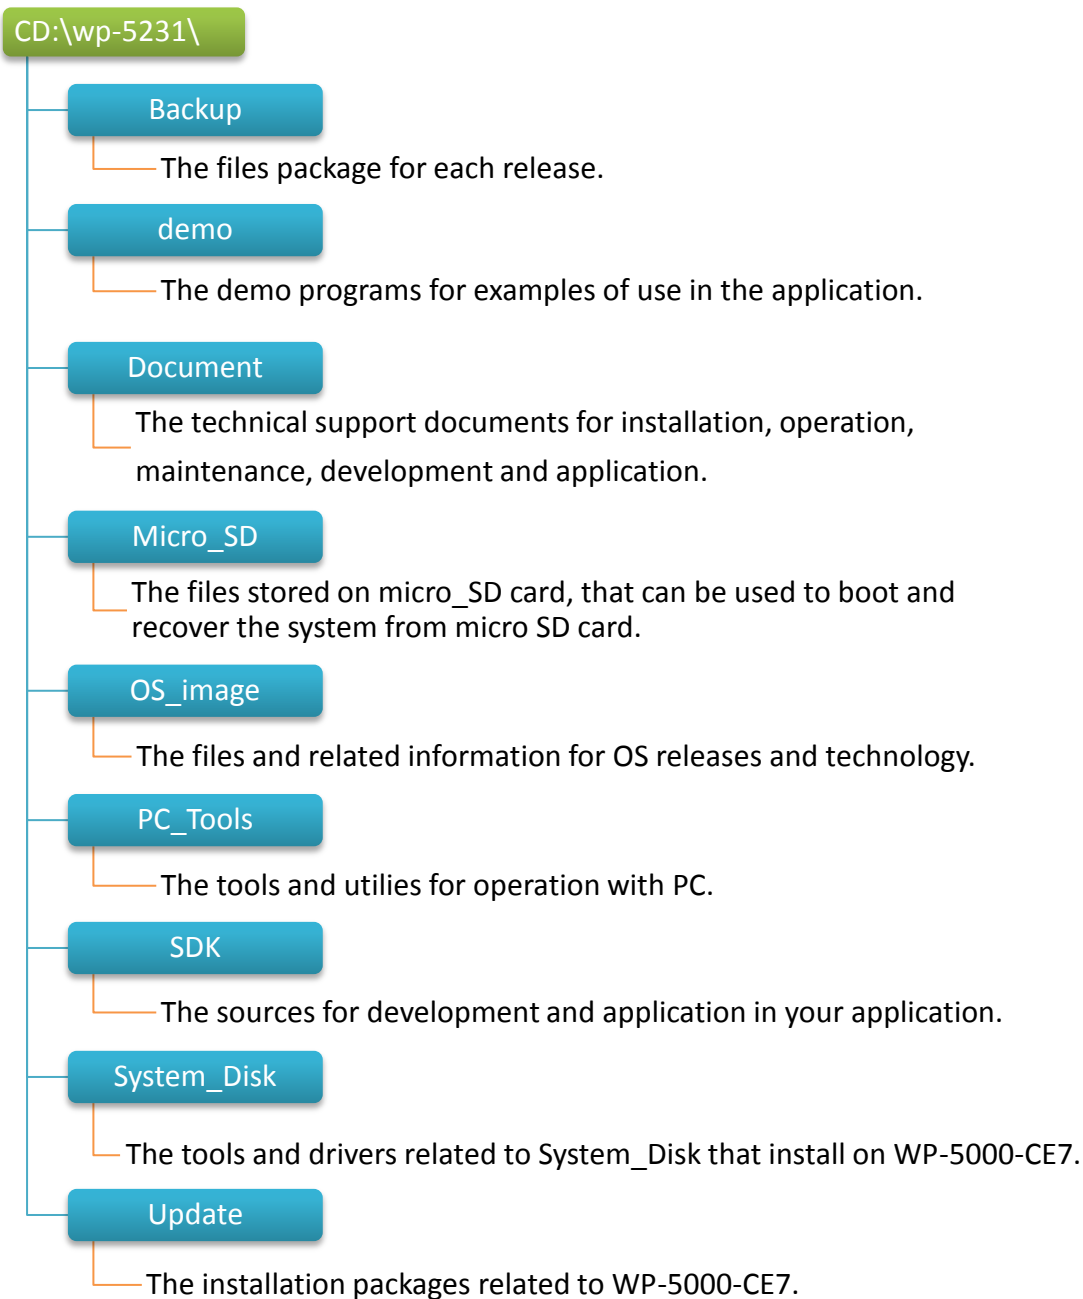 CD:\wp-5231\
Backup
The files package for each release.
demo
The demo programs for examples of use in the application.
Document
The technical support documents for installation, operation,
maintenance, development and application.
Micro_SD
The files stored on micro_SD card, that can be used to boot and
recover the system from micro SD card.
OS_image
The files and related information for OS releases and technology.
PC_Tools
The tools and utilies for operation with PC.
SDK
The sources for development and application in your application.
System_Disk
The tools and drivers related to System_Disk that install on WP-5000-CE7.
Update
The installation packages related to WP-5000-CE7.